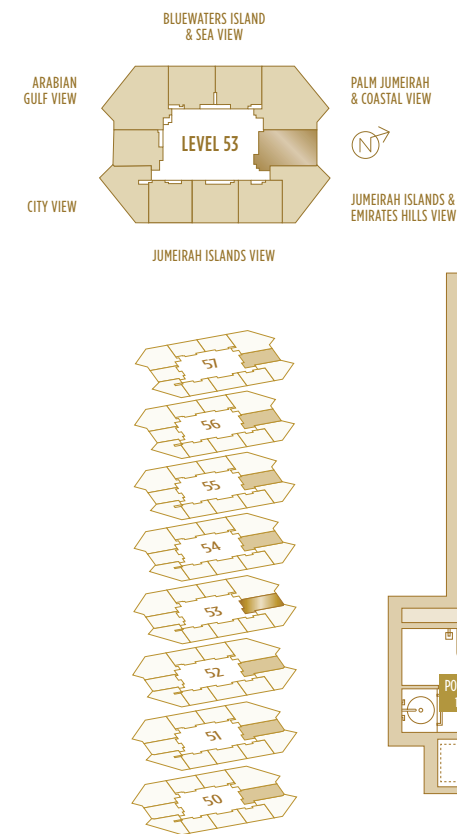 BLUEWATERS ISLAND
& SEA VIEW
ARABIAN
GULF VIEW
PALM JUMEIRAH
& COASTAL VIEW
LEVEL 53
N
CITY VIEW
JUMEIRAH ISLANDS &
EMIRATES HILLS VIEW
JUMEIRAH ISLANDS VIEW
57
56
55
54
53
52
51
50
PO